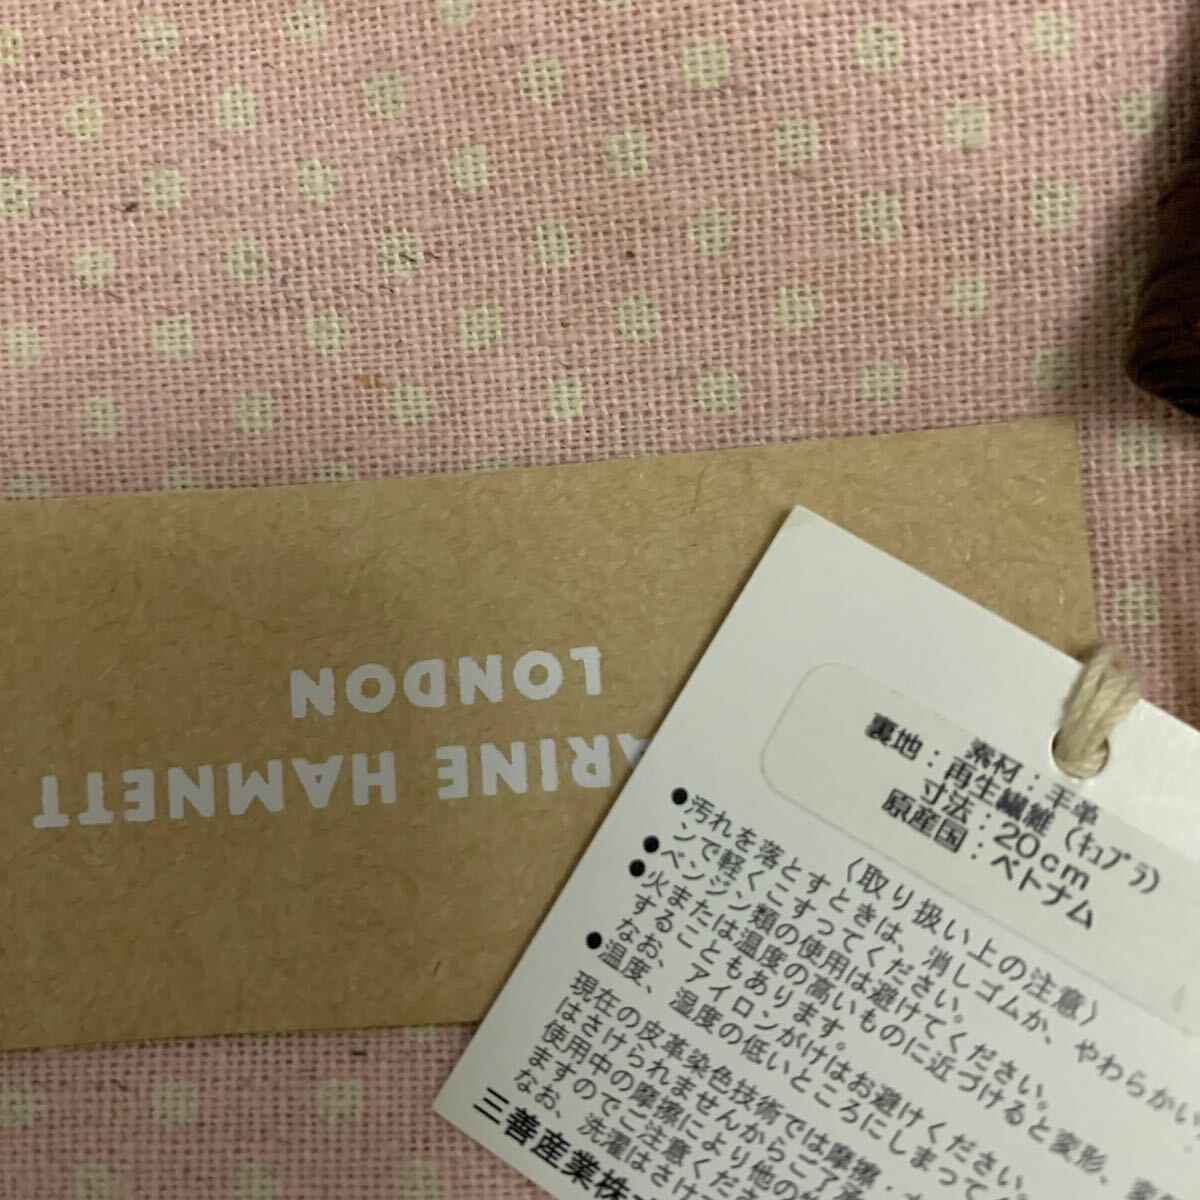 ARINE HAMNETT
LONDON
素材：羊革
裏地：再生繊維（ｷｭﾌﾟﾗ）
寸法：20cm
原産国：ベトナム
〈取り扱い上の注意〉
●汚れを落とすときは、消しゴムか、やわらかい
ンで軽くこすってください。
●ベンジン類の使用は避けてください。
●火または温度の高いものに近づけると変形、変
することもあります。
なお、アイロンがけはお避けください。
●温度、湿度の低いところにしまって
現在の皮革染色技術では摩擦・
はさけられませんからご了承
使用中の摩擦により他の
ますのでご注意くださ
なお、洗濯はさけて
三善産業株